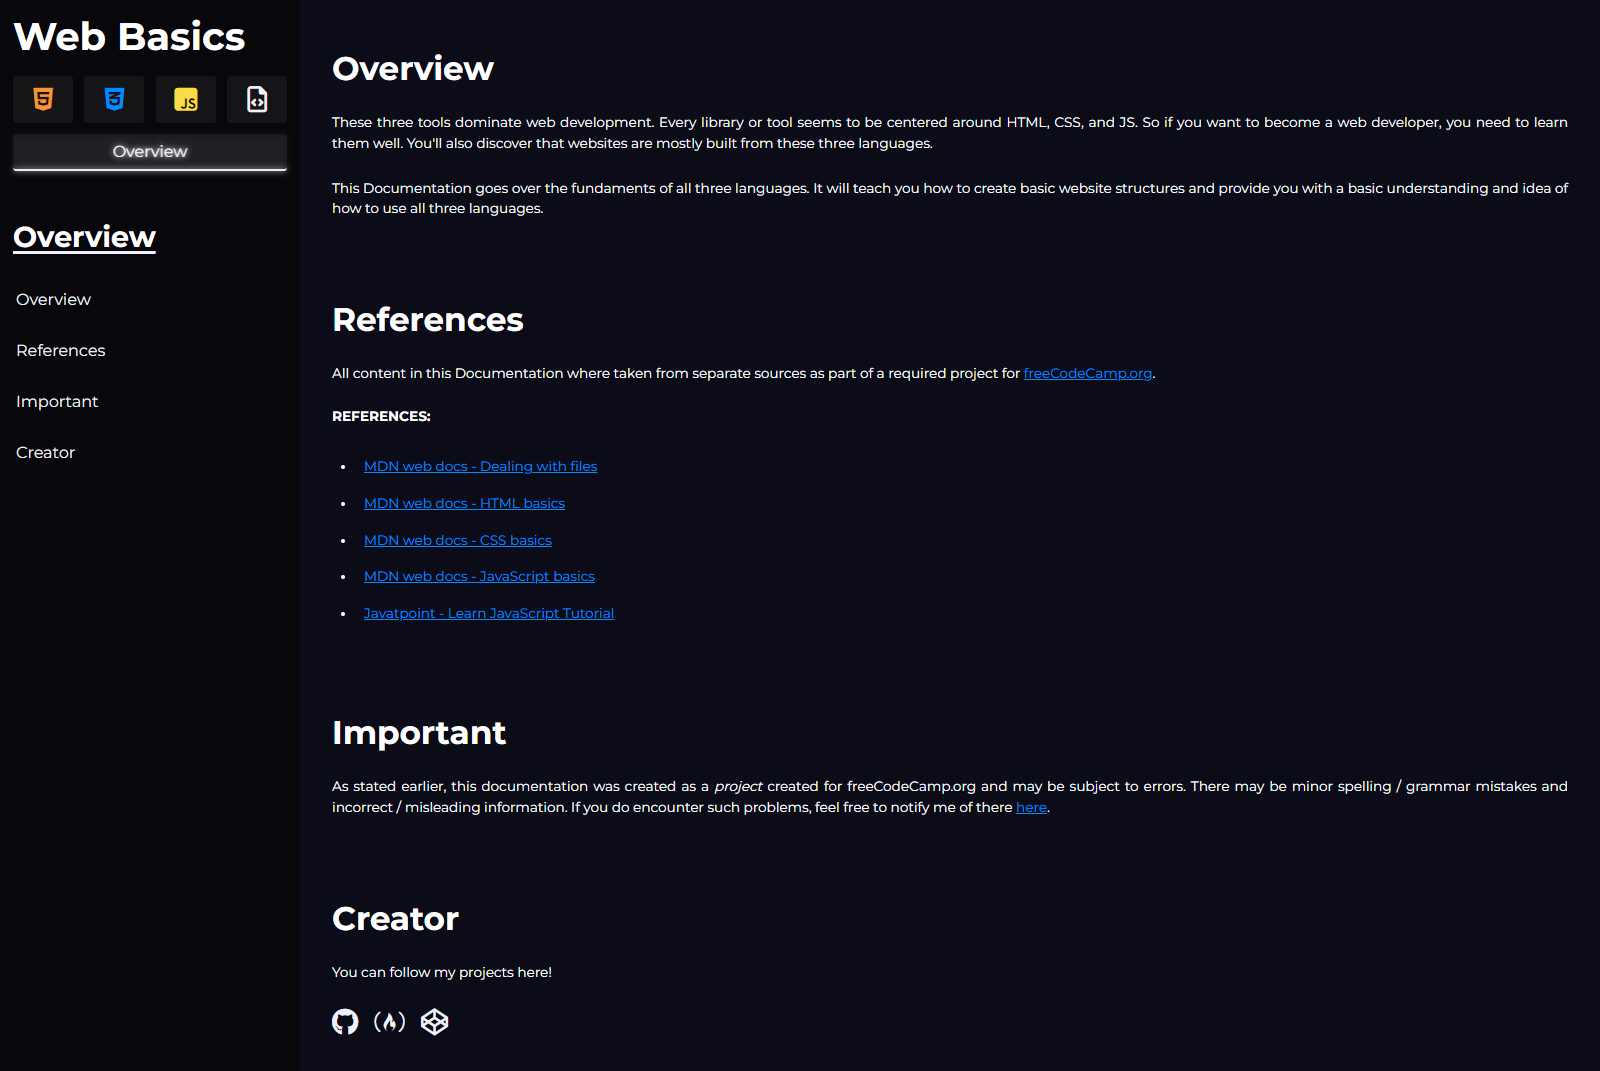 Web Basics
JS
Overview
Overview
Overview
References
Important
Creator
Overview
These three tools dominate web development. Every library or tool seems to be centered around HTML, CSS, and JS. So if you want to become a web developer, you need to learn
them well. You'll also discover that websites are mostly built from these three languages.
This Documentation goes over the fundaments of all three languages. It will teach you how to create basic website structures and provide you with a basic understanding and idea of
how to use all three languages.
References
All content in this Documentation where taken from separate sources as part of a required project for freeCodeCamp.org.
REFERENCES:
• MDN web docs - Dealing with files
• MDN web docs - HTML basics
• MDN web docs - CSS basics
• MDN web docs - JavaScript basics
• Javatpoint - Learn JavaScript Tutorial
Important
As stated earlier, this documentation was created as a project created for freeCodeCamp.org and may be subject to errors. There may be minor spelling / grammar mistakes and
incorrect / misleading information. If you do encounter such problems, feel free to notify me of there here.
Creator
You can follow my projects here!